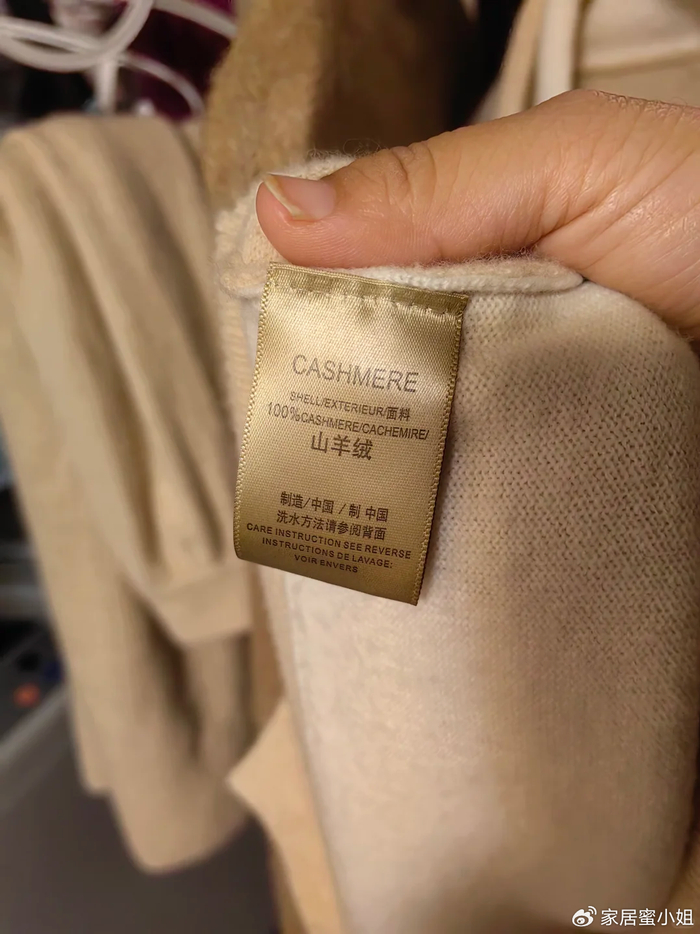 CASHMERE
SHELL/EXTERIEUR/面料
100%CASHMERE/CACHEMIRE/
山羊绒
制造/中国 / 制 中国
洗水方法请参阅背面
CARE INSTRUCTION SEE REVERSE
INSTRUCTIONS DE LAVAGE:
VOIR ENVERS
家居蜜小姐